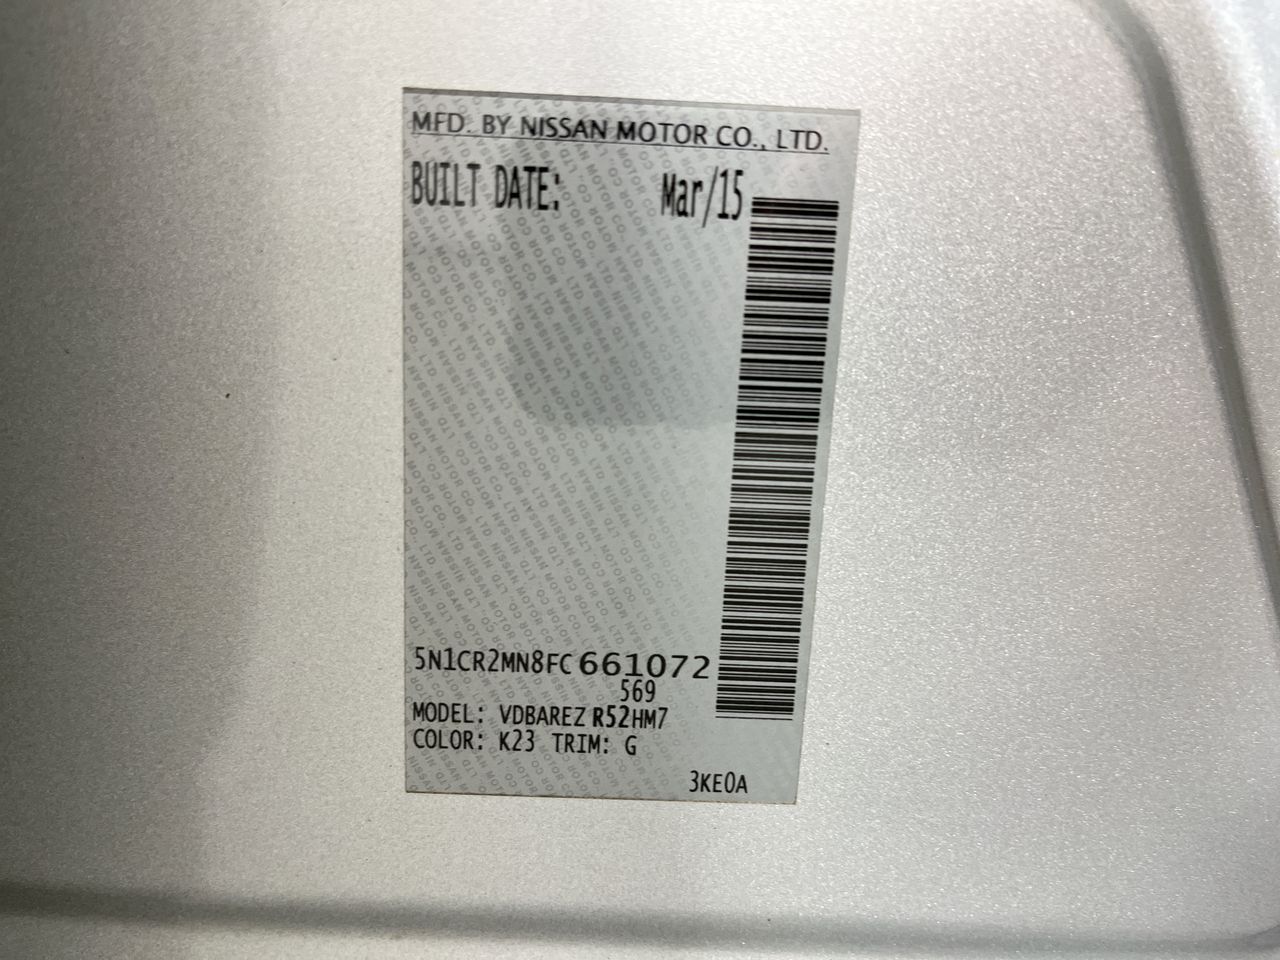 MFD. BY NISSAN MOTOR CO., LTD.
BUILT DATE: Mar/15
5N1CR2MN8FC661072
569
MODEL: VDBAREZ R52HM7
COLOR: K23 TRIM: G
3KE0A